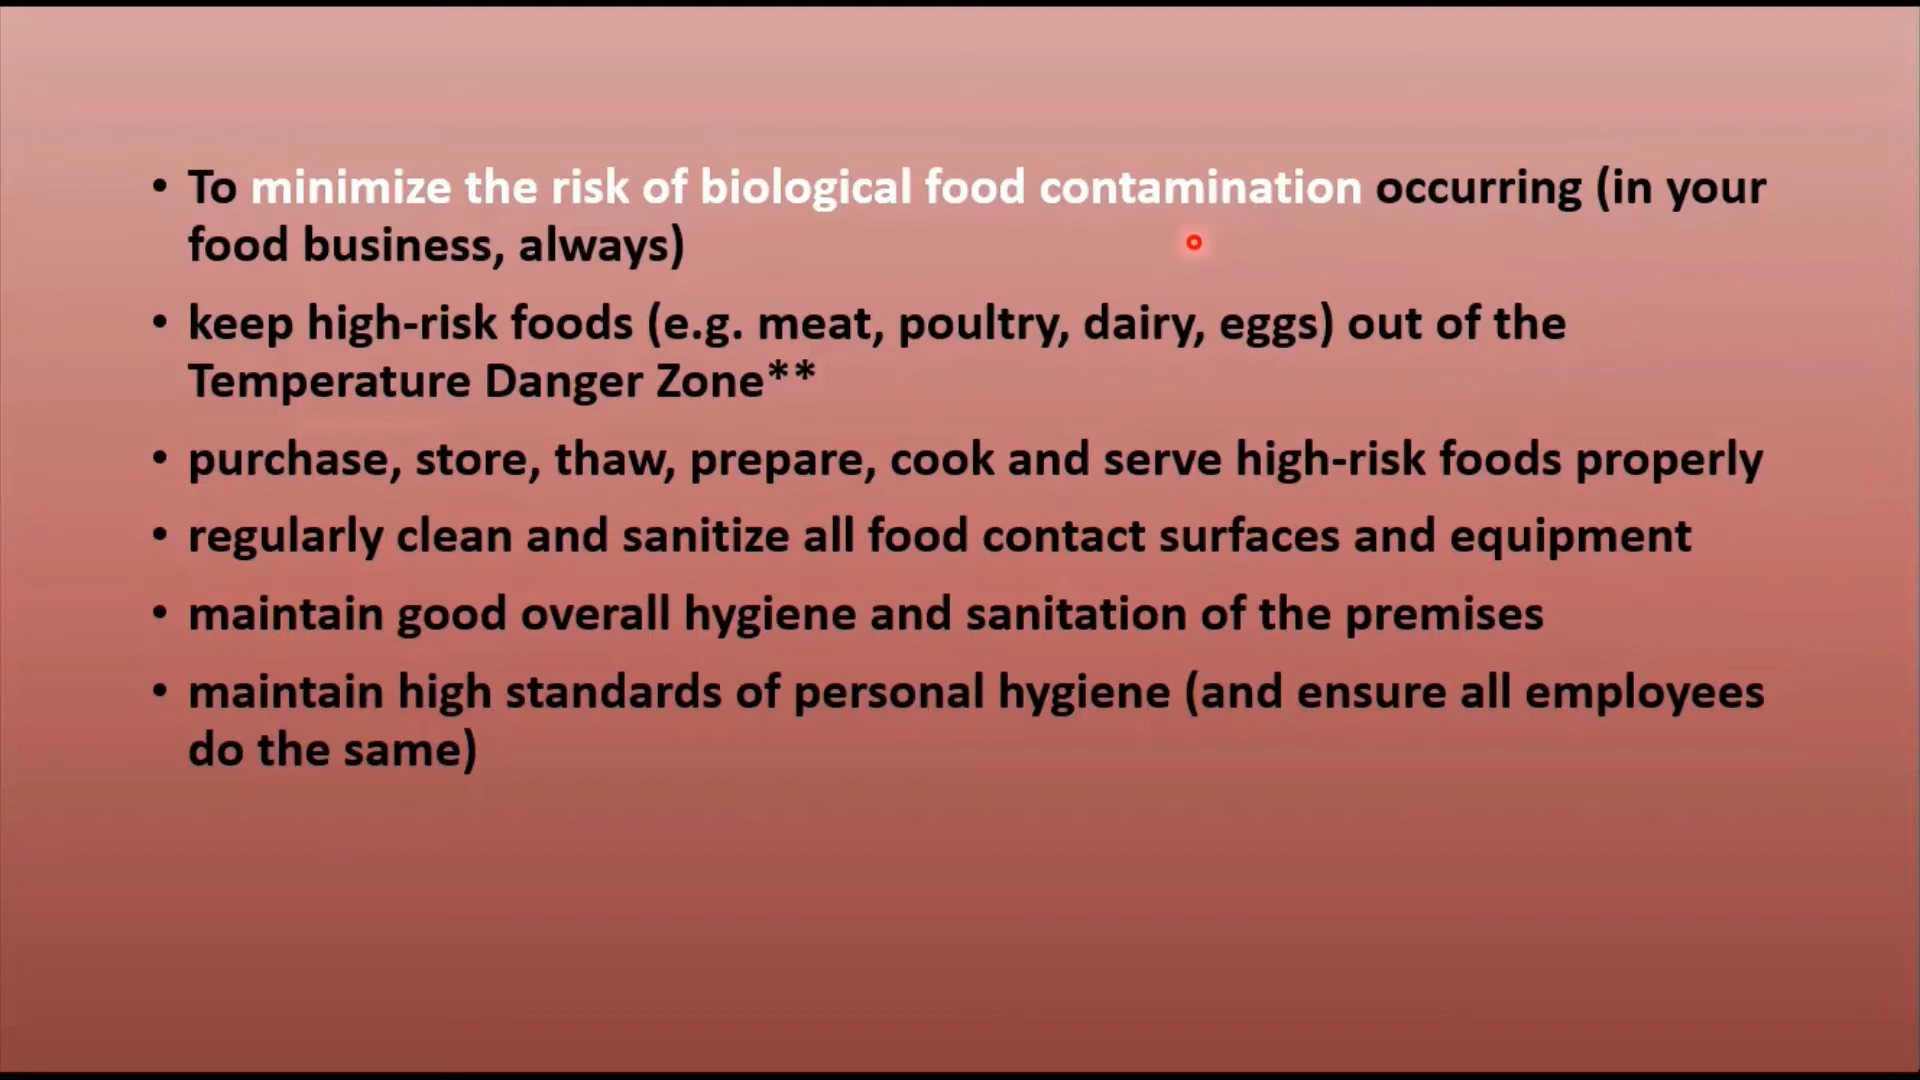 • To minimize the risk of biological food contamination occurring (in your
food business, always)
• keep high-risk foods (e.g. meat, poultry, dairy, eggs) out of the
Temperature Danger Zone**
• purchase, store, thaw, prepare, cook and serve high-risk foods properly
• regularly clean and sanitize all food contact surfaces and equipment
• maintain good overall hygiene and sanitation of the premises
• maintain high standards of personal hygiene (and ensure all employees
do the same)